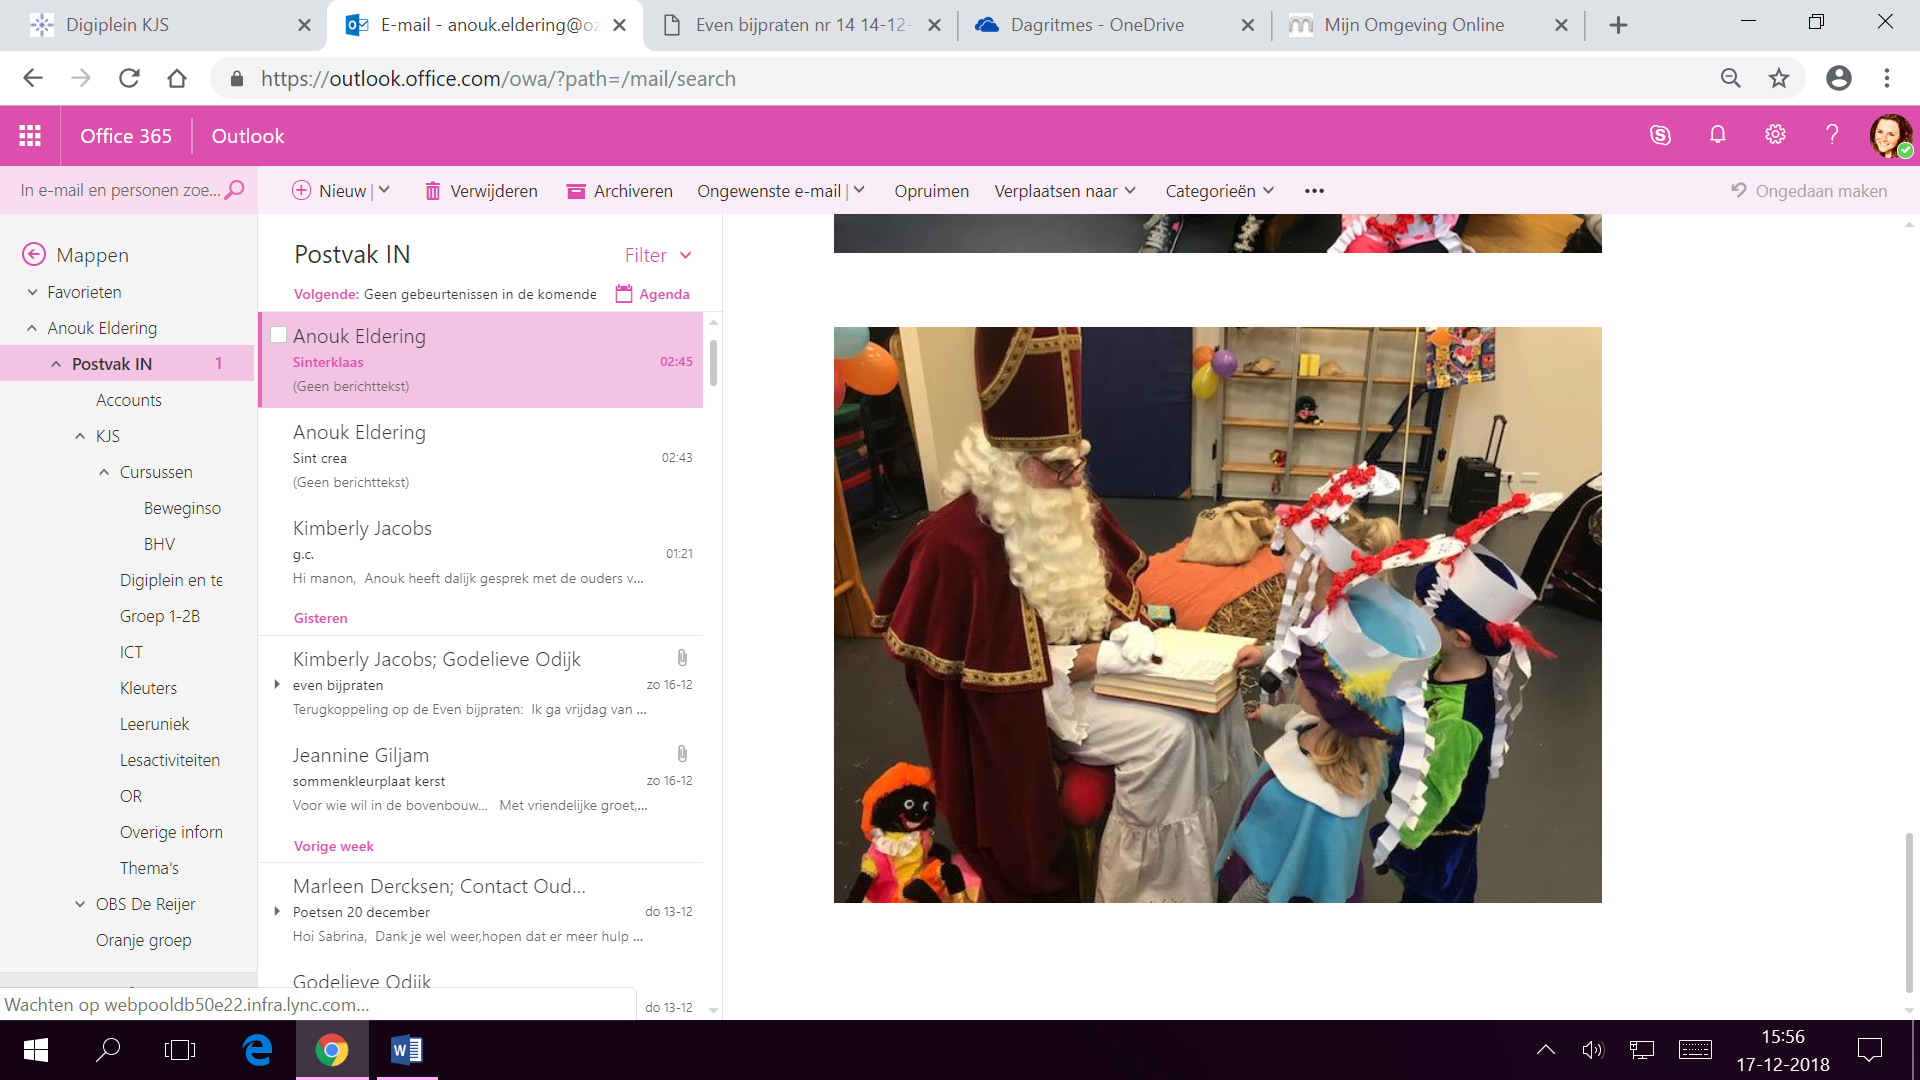 Digiplein KJS
E-mail - anouk.eldering@oz
Even bijpraten nr 14 14-12-
Dagritmes - OneDrive
Mijn Omgeving Online
https://outlook.office.com/owa/?path=/mail/search
Office 365
Outlook
In e-mail en personen zoe...
Nieuw
Verwijderen
Archiveren
Ongewenste e-mail
Opruimen
Verplaatsen naar
Categorieën
Ongedaan maken
Mappen
Favorieten
Anouk Eldering
Postvak IN 1
Accounts
KJS
Cursussen
Beweginso
BHV
Digiplein en te
Groep 1-2B
ICT
Kleuters
Leeruniek
Lesactiviteiten
OR
Overige inforn
Thema's
OBS De Reijer
Oranje groep
Postvak IN
Filter
Volgende: Geen gebeurtenissen in de komende
Agenda
Anouk Eldering
Sinterklaas 02:45
(Geen berichttekst)
Anouk Eldering
Sint crea 02:43
(Geen berichttekst)
Kimberly Jacobs
g.c. 01:21
Hi manon, Anouk heeft dalijk gesprek met de ouders v...
Gisteren
Kimberly Jacobs; Godelieve Odijk
even bijpraten zo 16-12
Terugkoppeling op de Even bijpraten: Ik ga vrijdag van ...
Jeannine Giljam
sommenkleurplaat kerst zo 16-12
Voor wie wil in de bovenbouw... Met vriendelijke groet,...
Vorige week
Marleen Dercksen; Contact Oud...
Poetsen 20 december do 13-12
Hoi Sabrina, Dank je wel weer,hopen dat er meer hulp ...
Godelieve Odijk
do 13-12
Wachten op webpooldb50e22.infra.lync.com...
15:56
17-12-2018